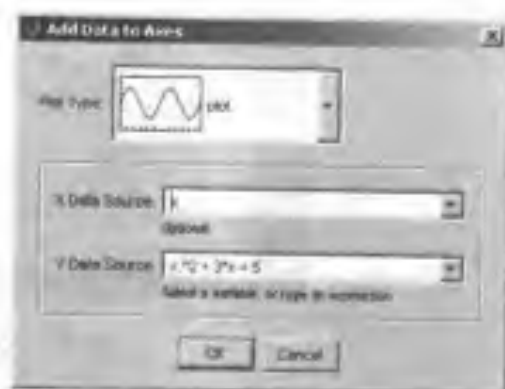 Add Data to Axes
Plot Type:
plot
X Data Source:
x
Optional
Y Data Source:
x.^2 + 3*x + 5
Select a variable, or type an expression
OK
Cancel